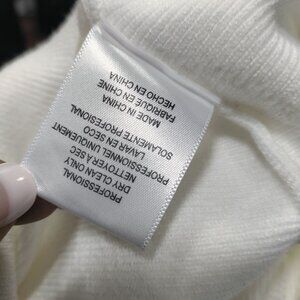 PROFESSIONAL
DRY CLEAN ONLY
NETTOYER À SEC
PROFESSIONNEL UNIQUEMENT
LAVAR EN SECO
SOLAMENTE PROFESIONAL
MADE IN CHINA
FABRIQUÉ EN CHINE
HECHO EN CHINA